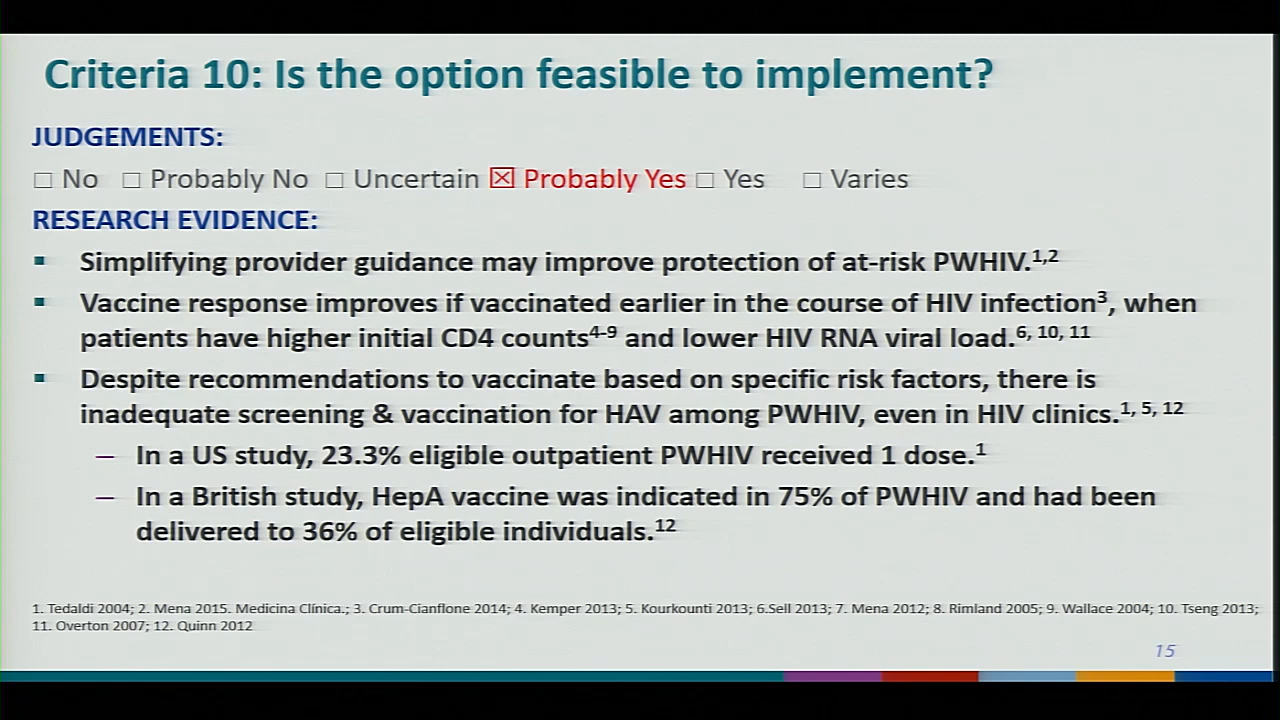 Criteria 10: Is the option feasible to implement?
JUDGEMENTS:
□ No □ Probably No □ Uncertain ☒ Probably Yes □ Yes □ Varies
RESEARCH EVIDENCE:
▪ Simplifying provider guidance may improve protection of at-risk PWHIV.1,2
▪ Vaccine response improves if vaccinated earlier in the course of HIV infection3, when
patients have higher initial CD4 counts4-9 and lower HIV RNA viral load.6, 10, 11
▪ Despite recommendations to vaccinate based on specific risk factors, there is
inadequate screening & vaccination for HAV among PWHIV, even in HIV clinics.1, 5, 12
– In a US study, 23.3% eligible outpatient PWHIV received 1 dose.1
– In a British study, HepA vaccine was indicated in 75% of PWHIV and had been
delivered to 36% of eligible individuals.12
1. Tedaldi 2004; 2. Mena 2015. Medicina Clínica.; 3. Crum-Cianflone 2014; 4. Kemper 2013; 5. Kourkounti 2013; 6.Sell 2013; 7. Mena 2012; 8. Rimland 2005; 9. Wallace 2004; 10. Tseng 2013;
11. Overton 2007; 12. Quinn 2012
15